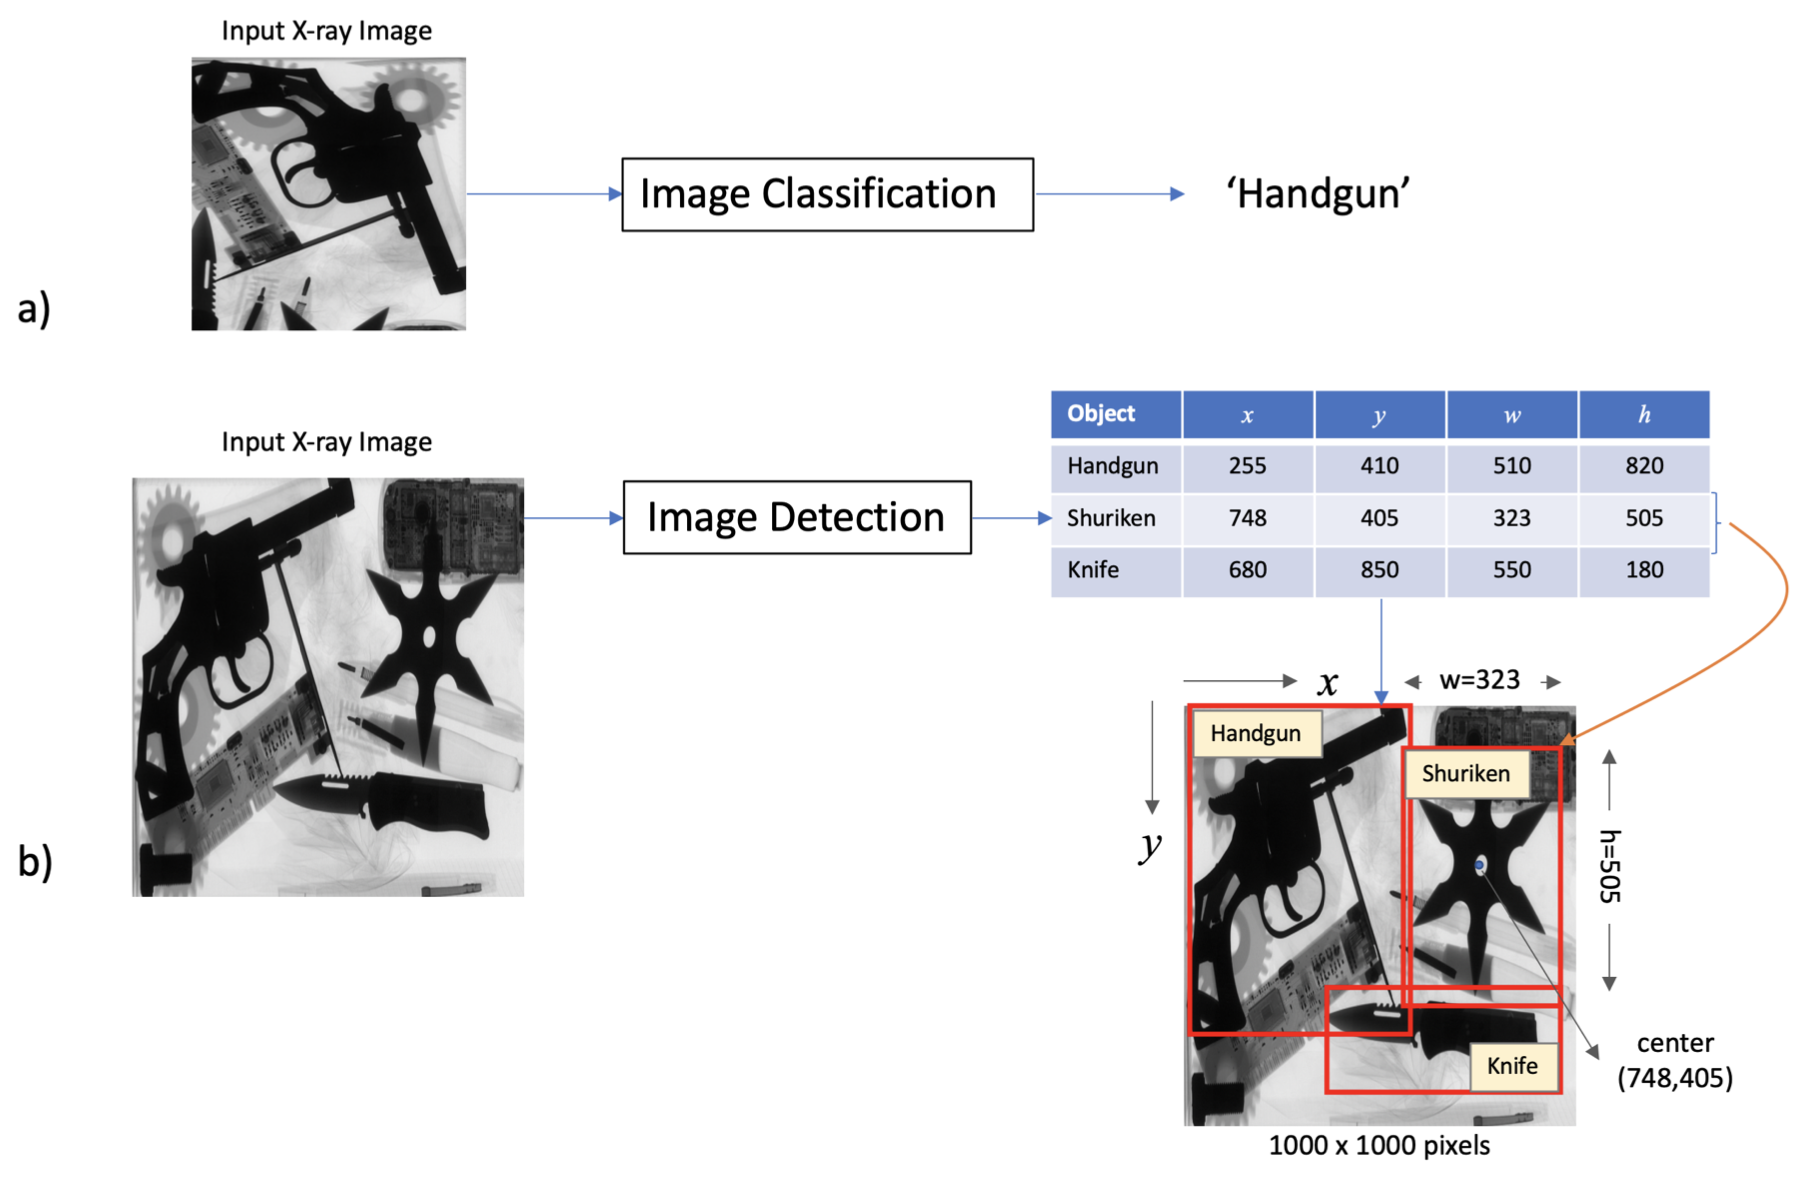 Input X-ray Image
Image Classification
‘Handgun’
a)
Input X-ray Image
Image Detection
Object x y w h
Handgun 255 410 510 820
Shuriken 748 405 323 505
Knife 680 850 550 180
b)
x
w=323
y
Handgun
Shuriken
h=505
Knife
center
(748,405)
1000 x 1000 pixels